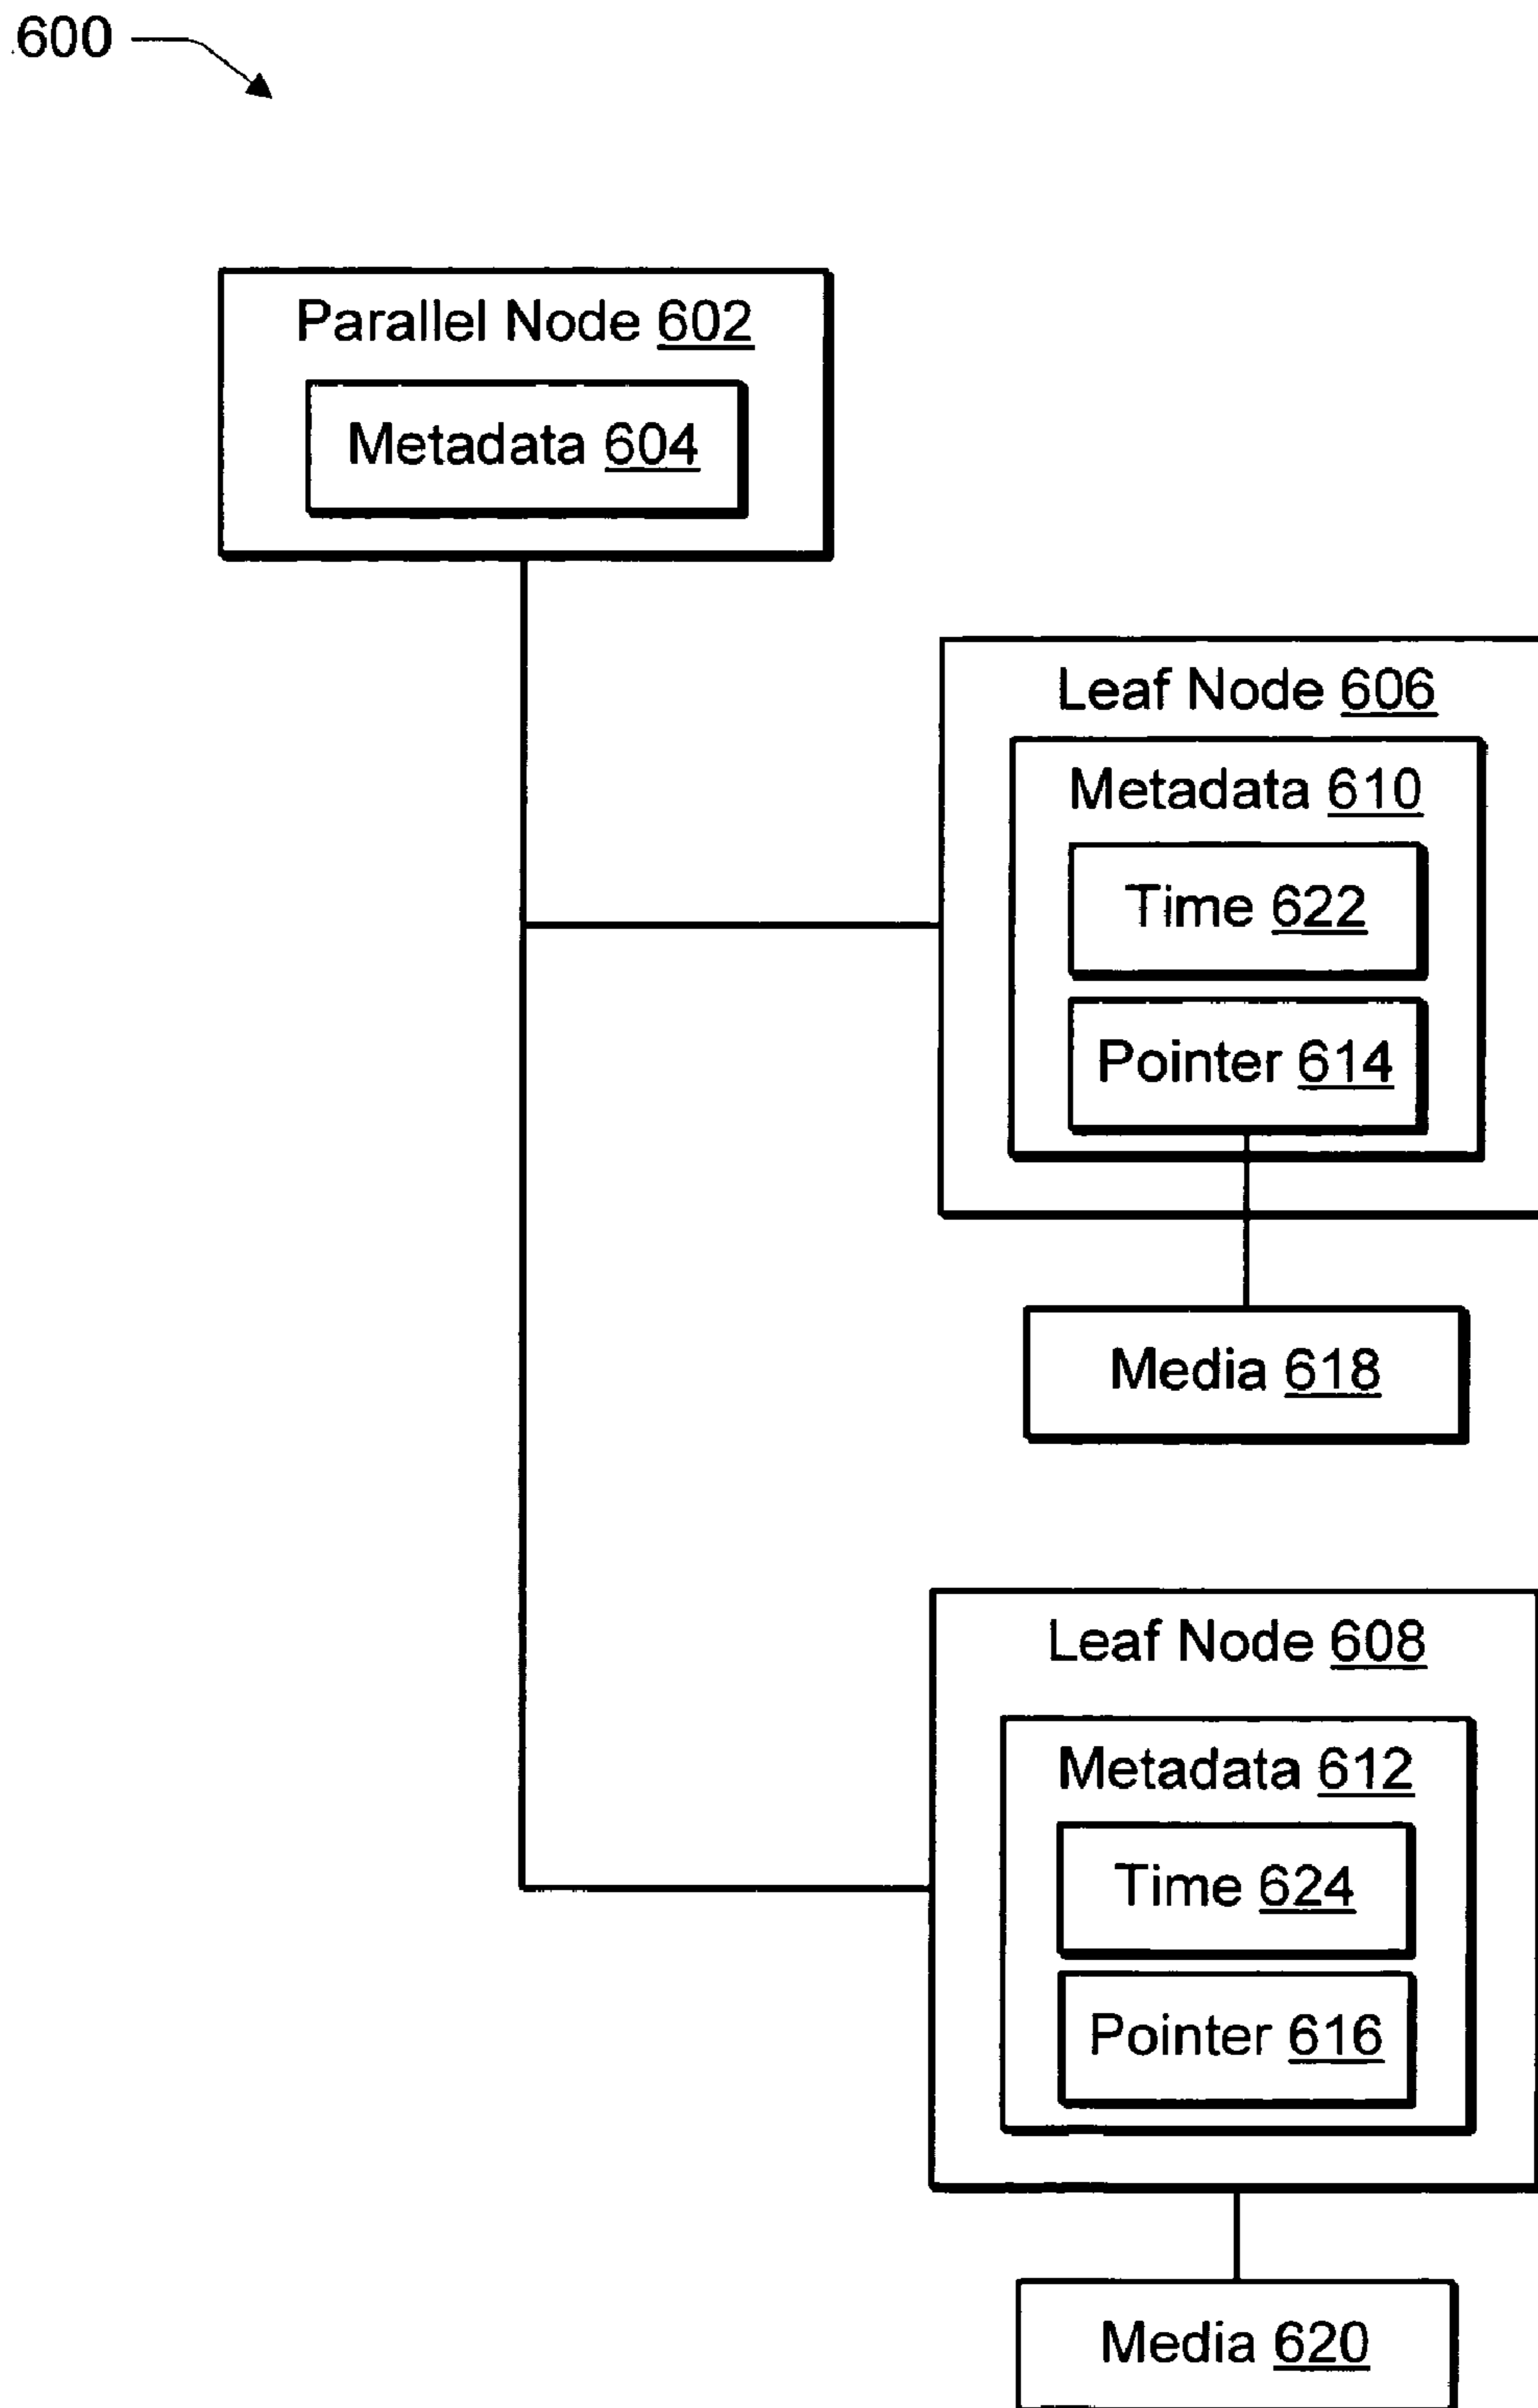 600
Parallel Node 602
Metadata 604
Leaf Node 606
Metadata 610
Time 622
Pointer 614
Media 618
Leaf Node 608
Metadata 612
Time 624
Pointer 616
Media 620